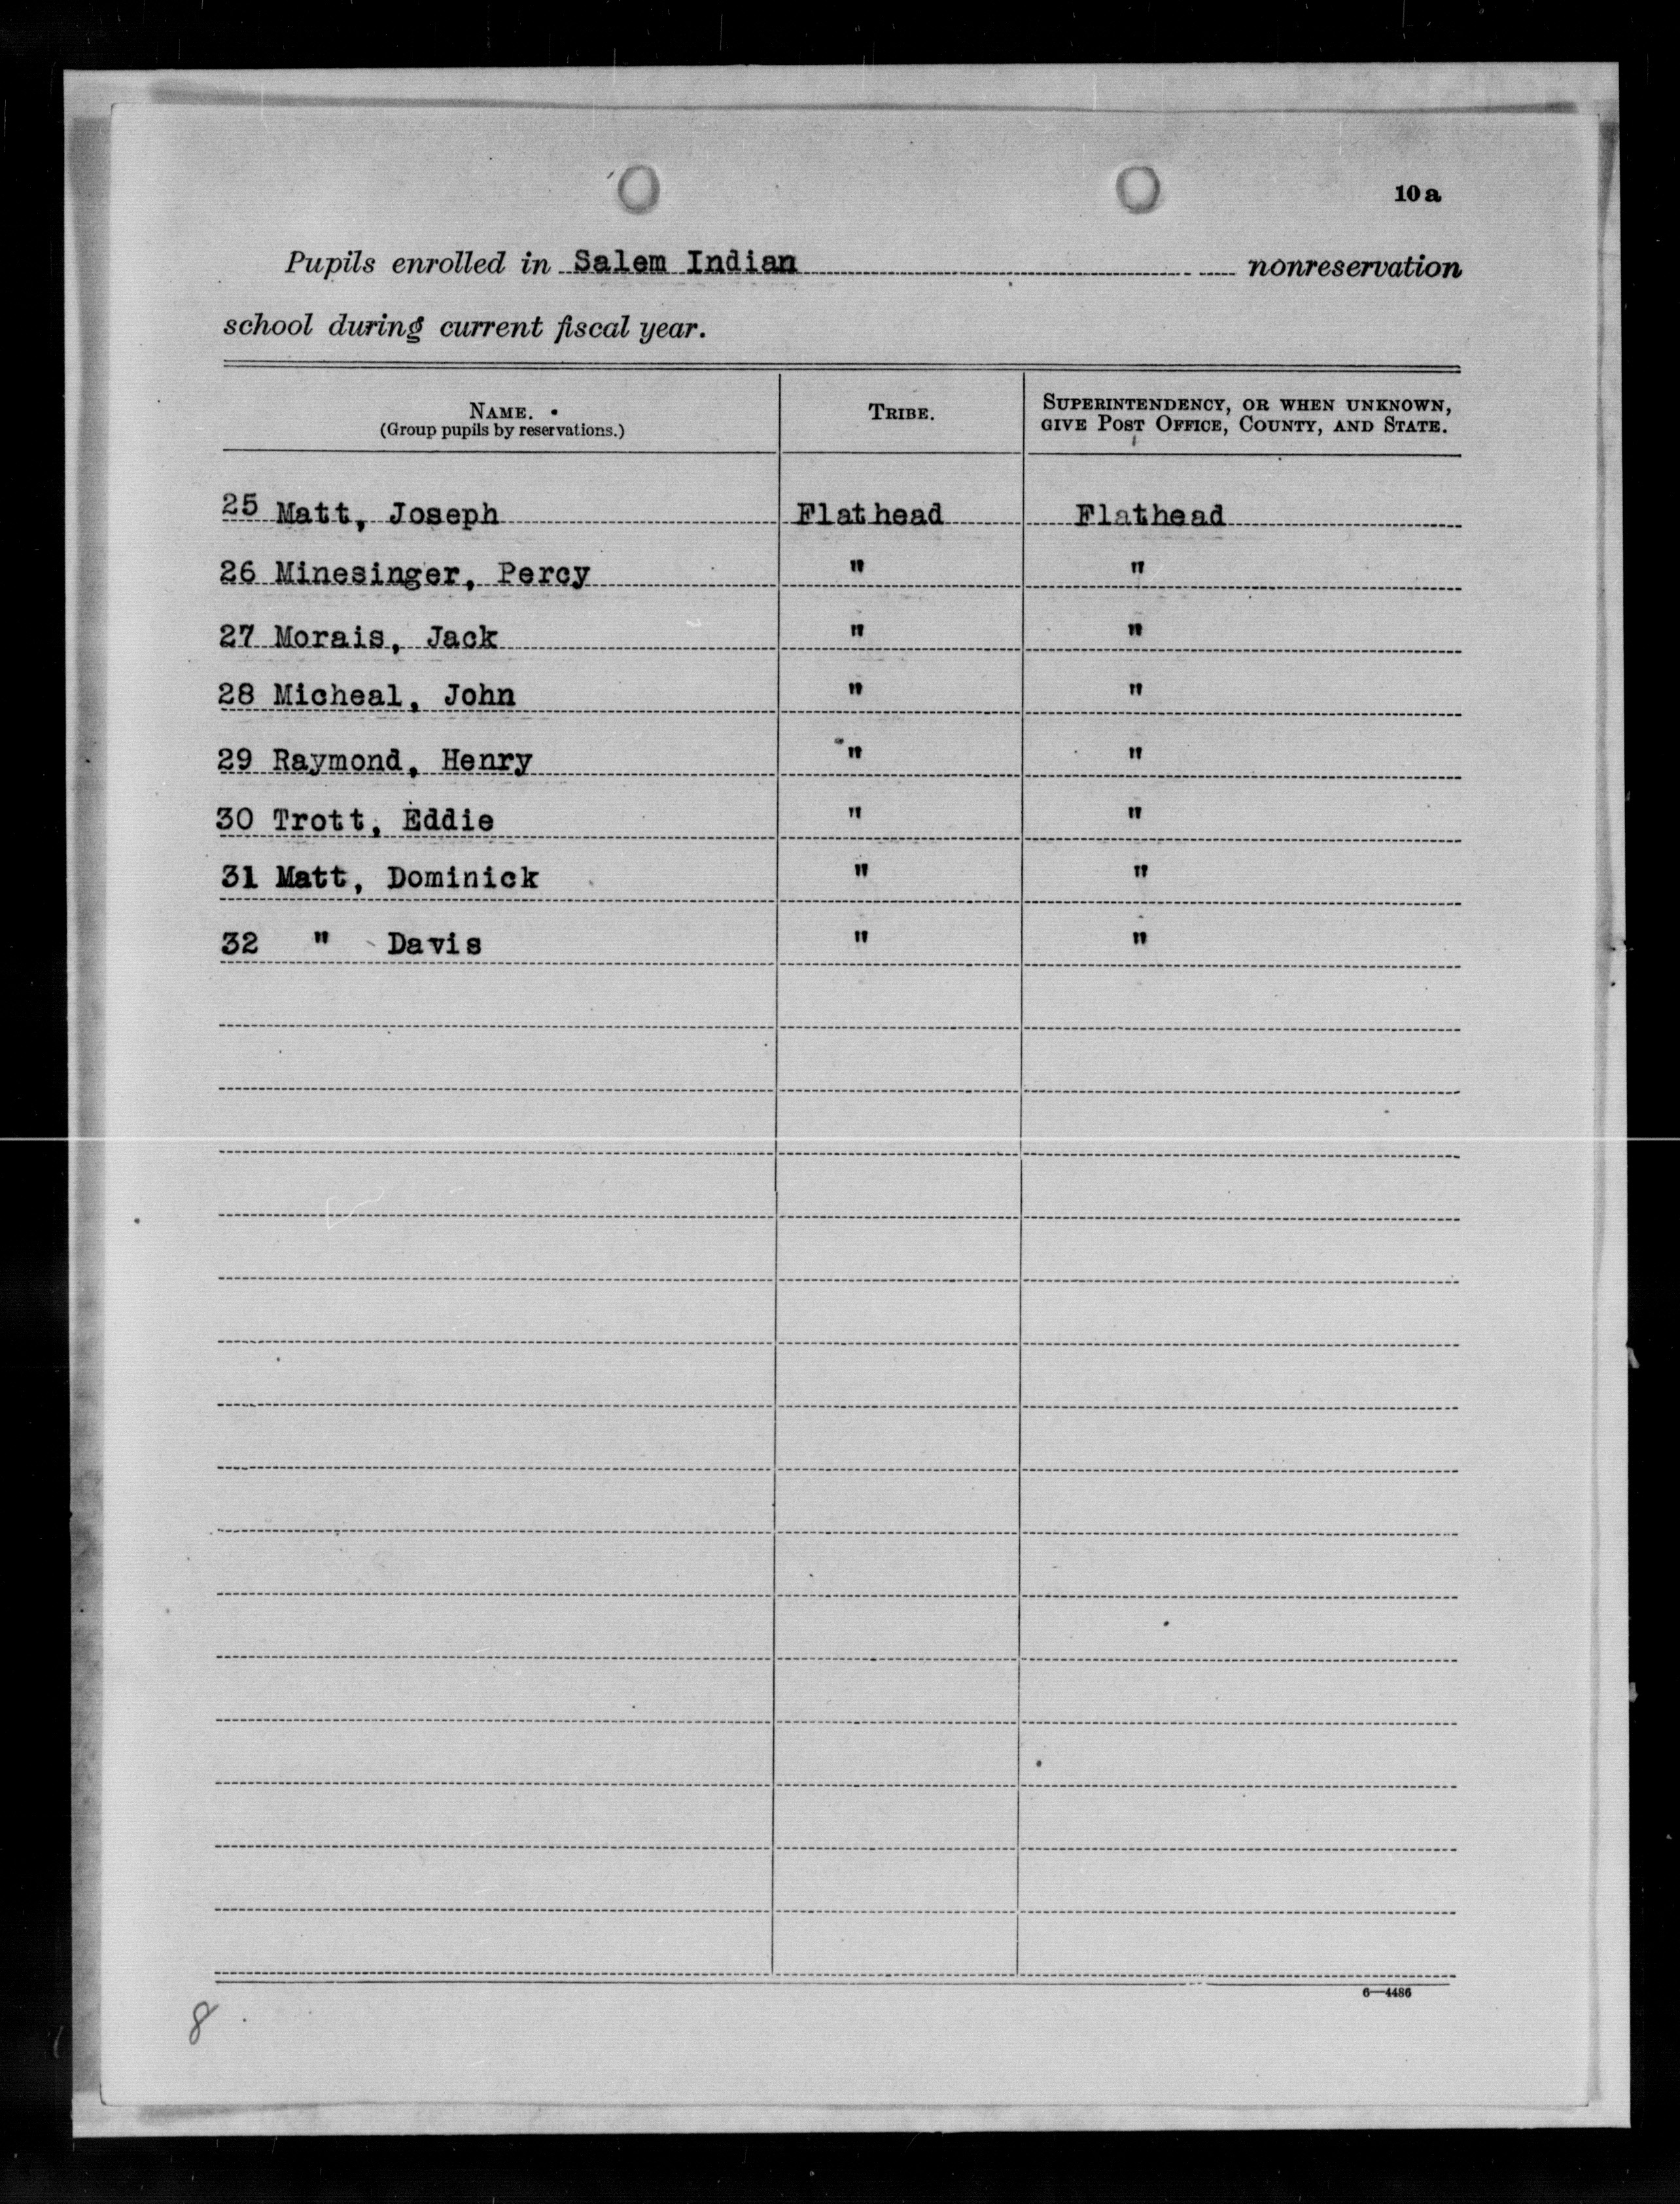 10a
Pupils enrolled in Salem Indian nonreservation
school during current fiscal year.
NAME.
(Group pupils by reservations.)
TRIBE.
SUPERINTENDENCY, OR WHEN UNKNOWN,
GIVE POST OFFICE, COUNTY, AND STATE.
25 Matt, Joseph Flathead Flathead
26 Minesinger, Percy " "
27 Morais, Jack " "
28 Micheal, John " "
29 Raymond, Henry " "
30 Trott, Eddie " "
31 Matt, Dominick " "
32 " Davis " "
6—4486
8